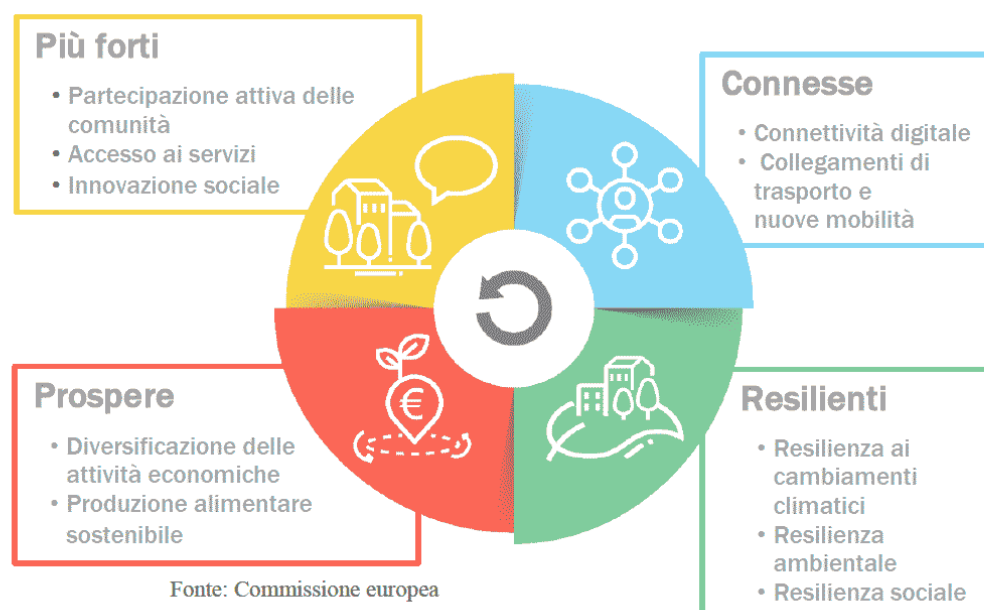 Più forti
• Partecipazione attiva delle
comunità
• Accesso ai servizi
• Innovazione sociale
Connesse
• Connettività digitale
• Collegamenti di
trasporto e
nuove mobilità
Prospere
• Diversificazione delle
attività economiche
• Produzione alimentare
sostenibile
€
Resilienti
• Resilienza ai
cambiamenti
climatici
• Resilienza
ambientale
• Resilienza sociale
Fonte: Commissione europea